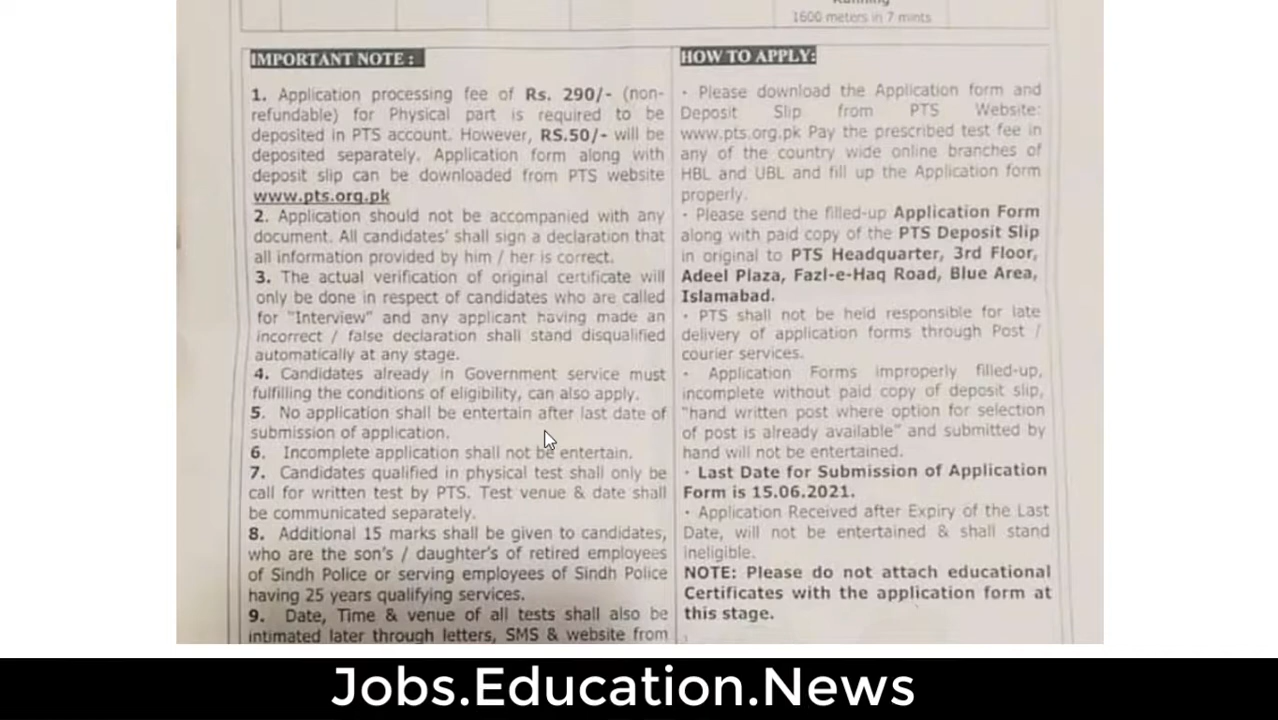 Running
1600 meters in 7 mints
IMPORTANT NOTE :
1. Application processing fee of Rs. 290/- (non-
refundable) for Physical part is required to be
deposited in PTS account. However, RS.50/- will be
deposited separately. Application form along with
deposit slip can be downloaded from PTS website
www.pts.org.pk
2. Application should not be accompanied with any
document. All candidates' shall sign a declaration that
all information provided by him / her is correct.
3. The actual verification of original certificate will
only be done in respect of candidates who are called
for "Interview" and any applicant having made an
incorrect / false declaration shall stand disqualified
automatically at any stage.
4. Candidates already in Government service must
fulfilling the conditions of eligibility, can also apply.
5. No application shall be entertain after last date of
submission of application.
6. Incomplete application shall not be entertain.
7. Candidates qualified in physical test shall only be
call for written test by PTS. Test venue & date shall
be communicated separately.
8. Additional 15 marks shall be given to candidates,
who are the son's / daughter's of retired employees
of Sindh Police or serving employees of Sindh Police
having 25 years qualifying services.
9. Date, Time & venue of all tests shall also be
intimated later through letters, SMS & website from
HOW TO APPLY:
· Please download the Application form and
Deposit Slip from PTS Website:
www.pts.org.pk Pay the prescribed test fee in
any of the country wide online branches of
HBL and UBL and fill up the Application form
properly.
· Please send the filled-up Application Form
along with paid copy of the PTS Deposit Slip
in original to PTS Headquarter, 3rd Floor,
Adeel Plaza, Fazl-e-Haq Road, Blue Area,
Islamabad.
· PTS shall not be held responsible for late
delivery of application forms through Post /
courier services.
· Application Forms improperly filled-up,
incomplete without paid copy of deposit slip,
"hand written post where option for selection
of post is already available" and submitted by
hand will not be entertained.
· Last Date for Submission of Application
Form is 15.06.2021.
· Application Received after Expiry of the Last
Date, will not be entertained & shall stand
ineligible.
NOTE: Please do not attach educational
Certificates with the application form at
this stage.
Jobs.Education.News